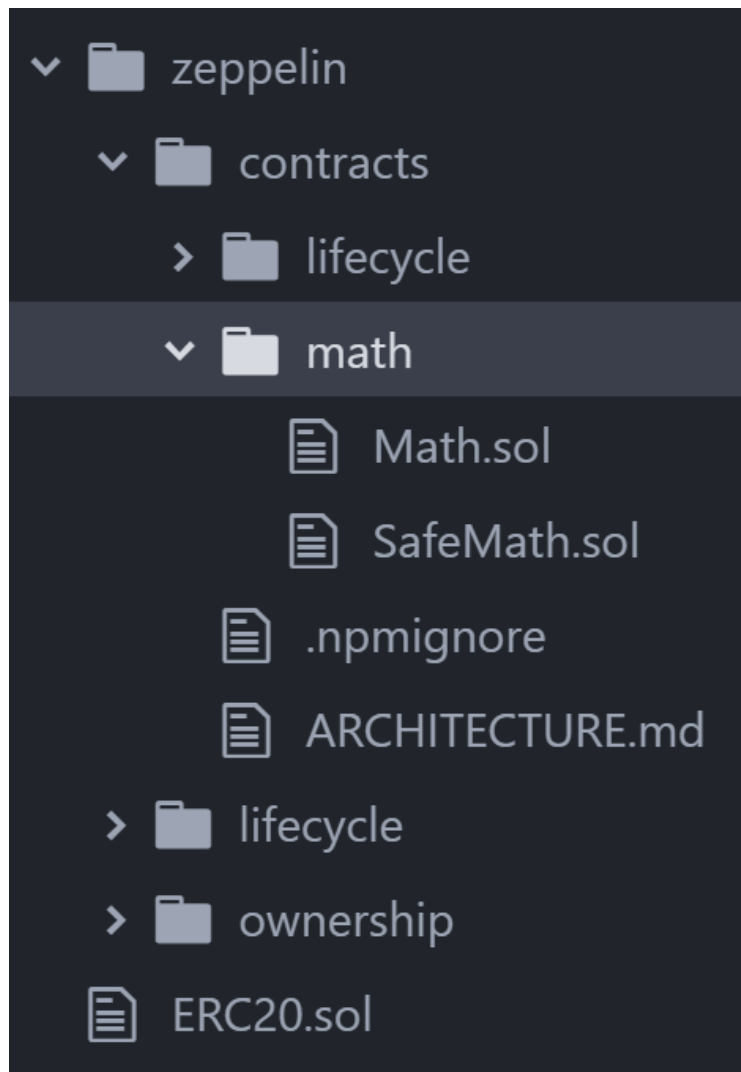 zeppelin
contracts
lifecycle
math
Math.sol
SafeMath.sol
.npmignore
ARCHITECTURE.md
lifecycle
ownership
ERC20.sol